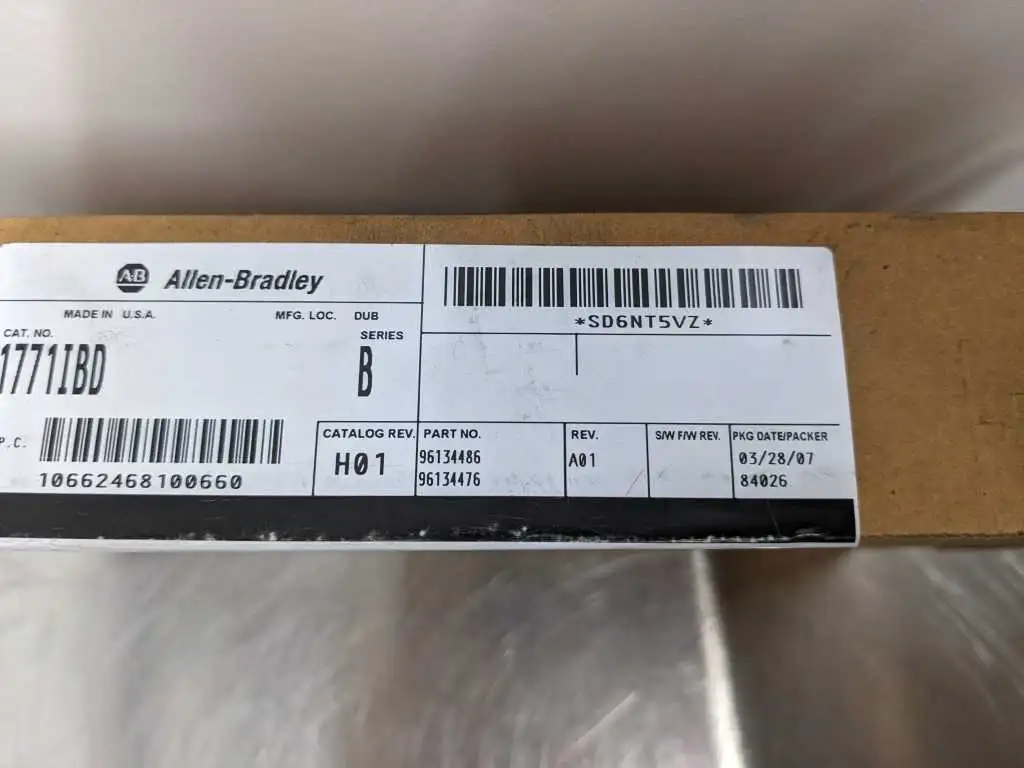 AB Allen-Bradley
MADE IN U.S.A. MFG. LOC. DUB
CAT. NO. SERIES
1771IBD B
P.C.
10662468100660
CATALOG REV.
H01
*SD6NT5VZ*
PART NO.
96134486
96134476
REV.
A01
S/W F/W REV.
PKG DATE/PACKER
03/28/07
84026